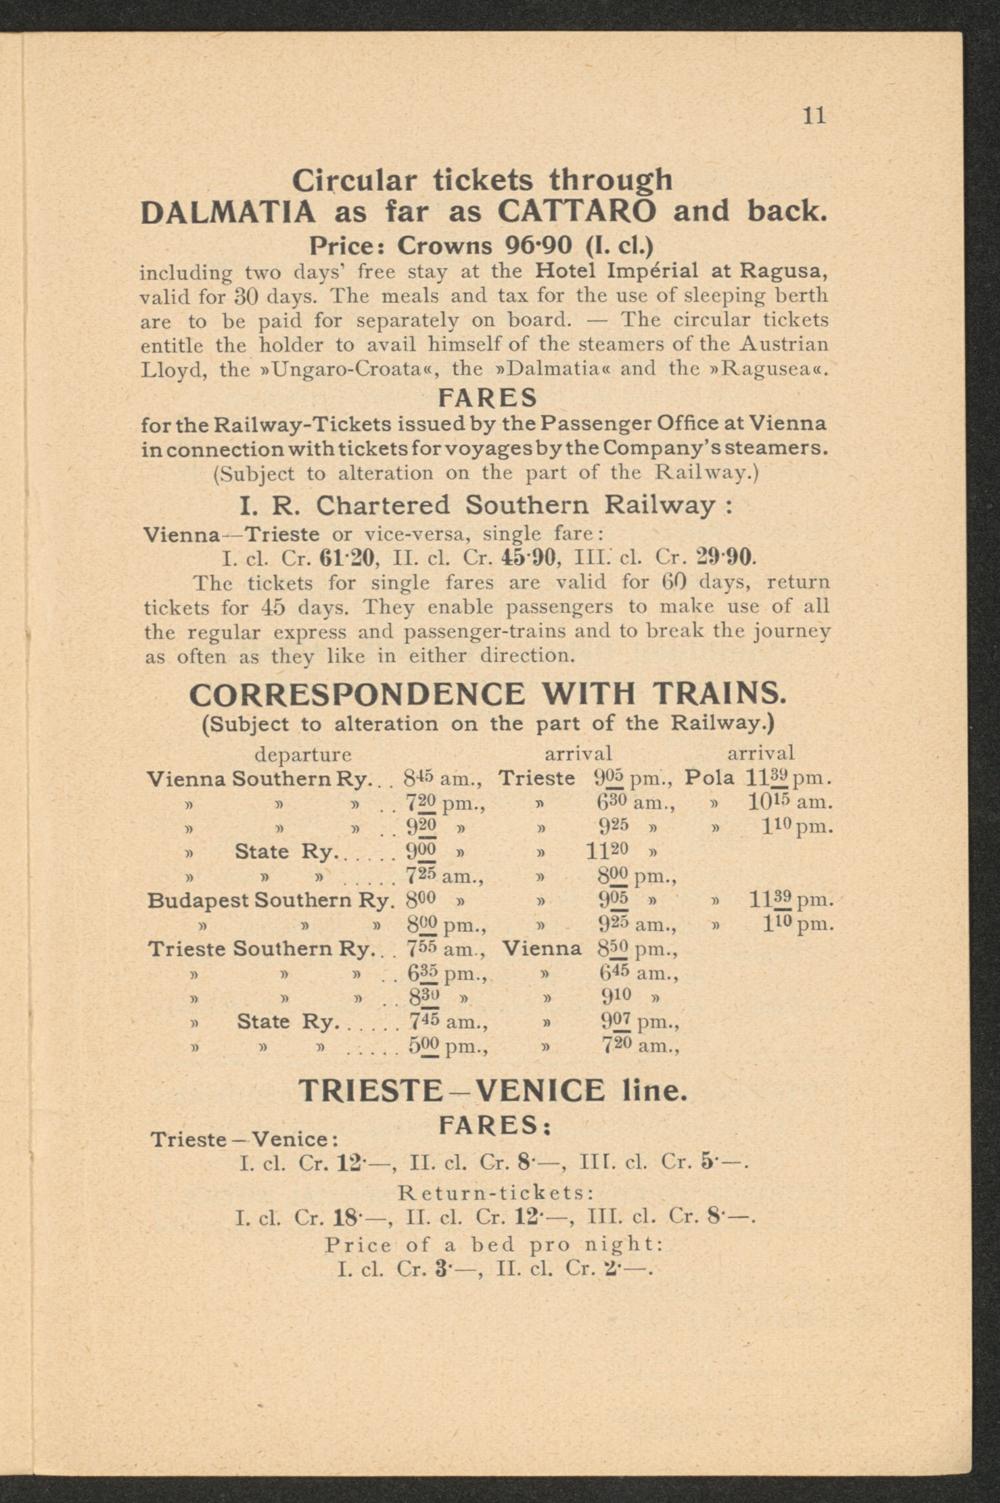 11
Circular tickets through
DALMATIA as far as CATTARO and back.
Price: Crowns 96·90 (I. cl.)
including two days' free stay at the Hotel Impérial at Ragusa,
valid for 30 days. The meals and tax for the use of sleeping berth
are to be paid for separately on board. — The circular tickets
entitle the holder to avail himself of the steamers of the Austrian
Lloyd, the »Ungaro-Croata«, the »Dalmatia« and the »Ragusea«.
FARES
for the Railway-Tickets issued by the Passenger Office at Vienna
in connection with tickets for voyages by the Company's steamers.
(Subject to alteration on the part of the Railway.)
I. R. Chartered Southern Railway :
Vienna—Trieste or vice-versa, single fare:
I. cl. Cr. 61·20, II. cl. Cr. 45·90, III. cl. Cr. 29·90.
The tickets for single fares are valid for 60 days, return
tickets for 45 days. They enable passengers to make use of all
the regular express and passenger-trains and to break the journey
as often as they like in either direction.
CORRESPONDENCE WITH TRAINS.
(Subject to alteration on the part of the Railway.)
departure arrival arrival
Vienna Southern Ry. . . 845 am., Trieste 905 pm., Pola 1139 pm.
» » » . . 720 pm., » 630 am., » 1015 am.
» » » . . 920 » » 925 » » 110 pm.
» State Ry. . . . . . 900 » » 1120 »
» » » . . . . . 725 am., » 800 pm.,
Budapest Southern Ry. 800 » » 905 » » 1139 pm.
» » » 800 pm., » 925 am., » 110 pm.
Trieste Southern Ry. . . 755 am., Vienna 850 pm.,
» » » . . 635 pm., » 645 am.,
» » » . . 830 » » 910 »
» State Ry. . . . . . 745 am., » 907 pm.,
» » » . . . . . 500 pm., » 720 am.,
TRIESTE—VENICE line.
FARES:
Trieste—Venice:
I. cl. Cr. 12·—, II. cl. Cr. 8·—, III. cl. Cr. 5·—.
Return-tickets:
I. cl. Cr. 18·—, II. cl. Cr. 12·—, III. cl. Cr. 8·—.
Price of a bed pro night:
I. cl. Cr. 3·—, II. cl. Cr. 2·—.